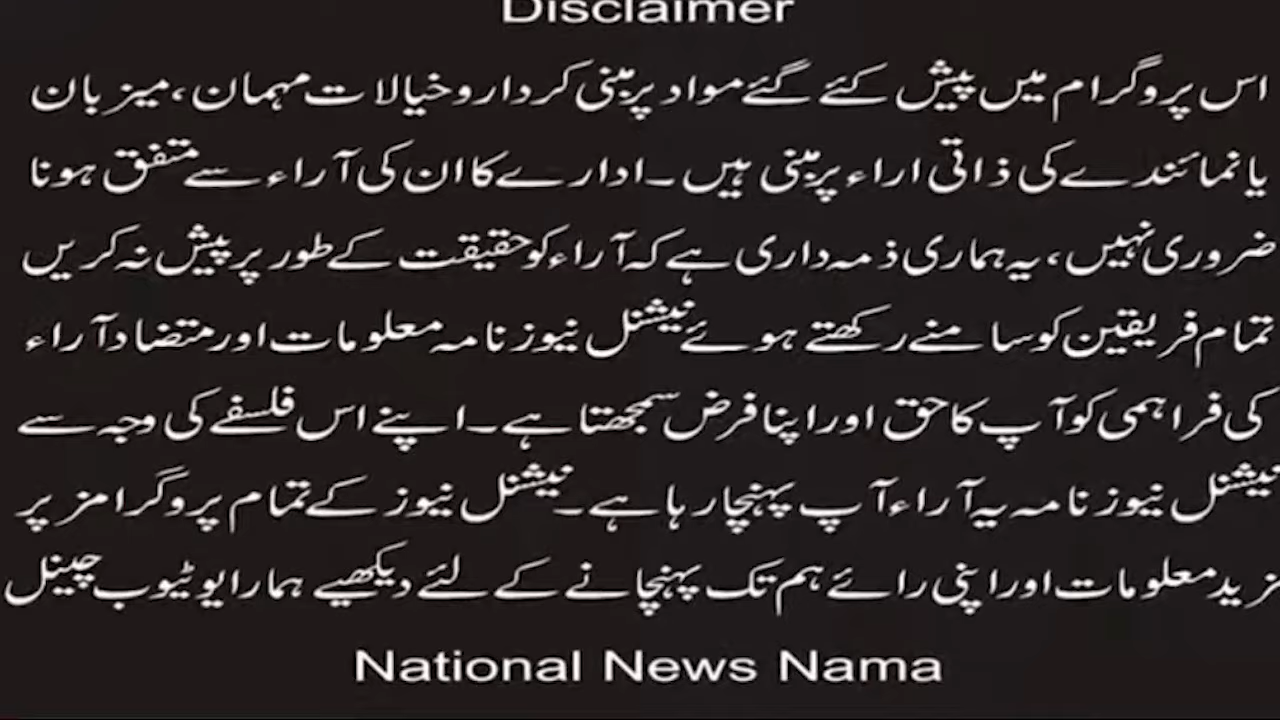 Disclaimer
اس پروگرام میں پیش کئے گئے مواد پر مبنی کردار و خیالات مہمان، میزبان
یا نمائندے کی ذاتی اراء پر مبنی ہیں۔ ادارے کا ان کی آراء سے متفق ہونا
ضروری نہیں، یہ ہماری ذمہ داری ہے کہ آراء کو حقیقت کے طور پر پیش نہ کریں
تمام فریقین کو سامنے رکھتے ہوئے نیشنل نیوز نامہ معلومات اور متضاد آراء
کی فراہمی کو آپ کا حق اور اپنا فرض سمجھتا ہے۔ اپنے اس فلسفے کی وجہ سے
نیشنل نیوز نامہ یہ آراء آپ پہنچا رہا ہے۔ نیشنل نیوز کے تمام پروگرامز پر
مزید معلومات اور اپنی رائے ہم تک پہنچانے کے لئے دیکھیے ہمارا یوٹیوب چینل
National News Nama